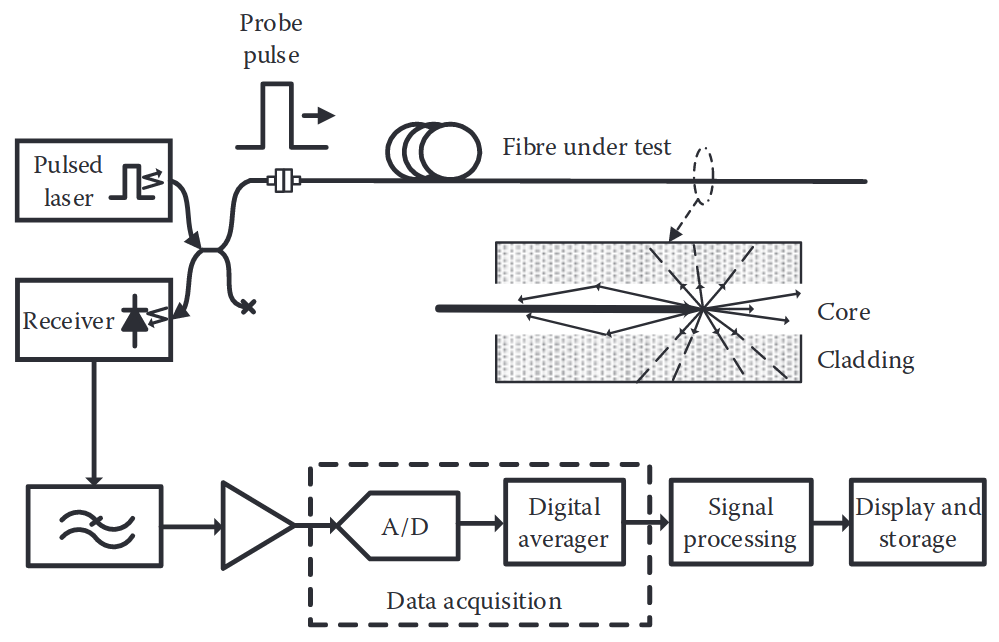 Probe
pulse
Fibre under test
Pulsed
laser
Receiver
Core
Cladding
A/D
Digital
averager
Signal
processing
Display and
storage
Data acquisition